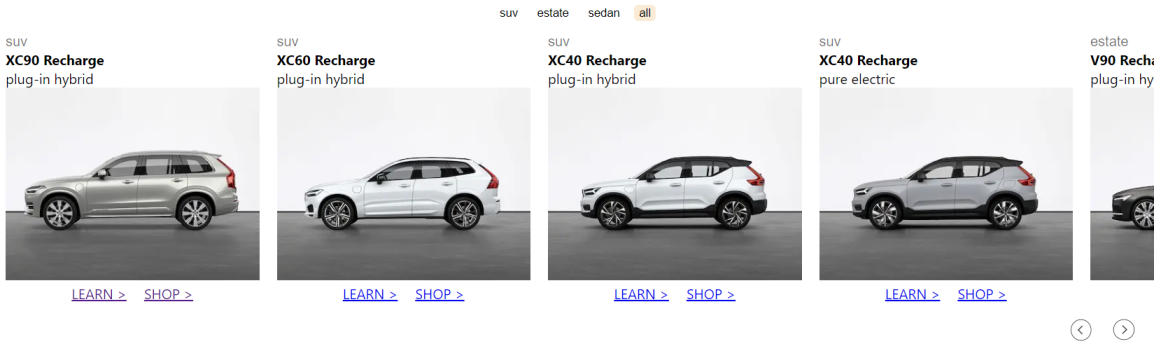 suv estate sedan all
suv
XC90 Recharge
plug-in hybrid
LEARN > SHOP >
suv
XC60 Recharge
plug-in hybrid
LEARN > SHOP >
suv
XC40 Recharge
plug-in hybrid
LEARN > SHOP >
suv
XC40 Recharge
pure electric
LEARN > SHOP >
estate
V90 Recha
plug-in hy